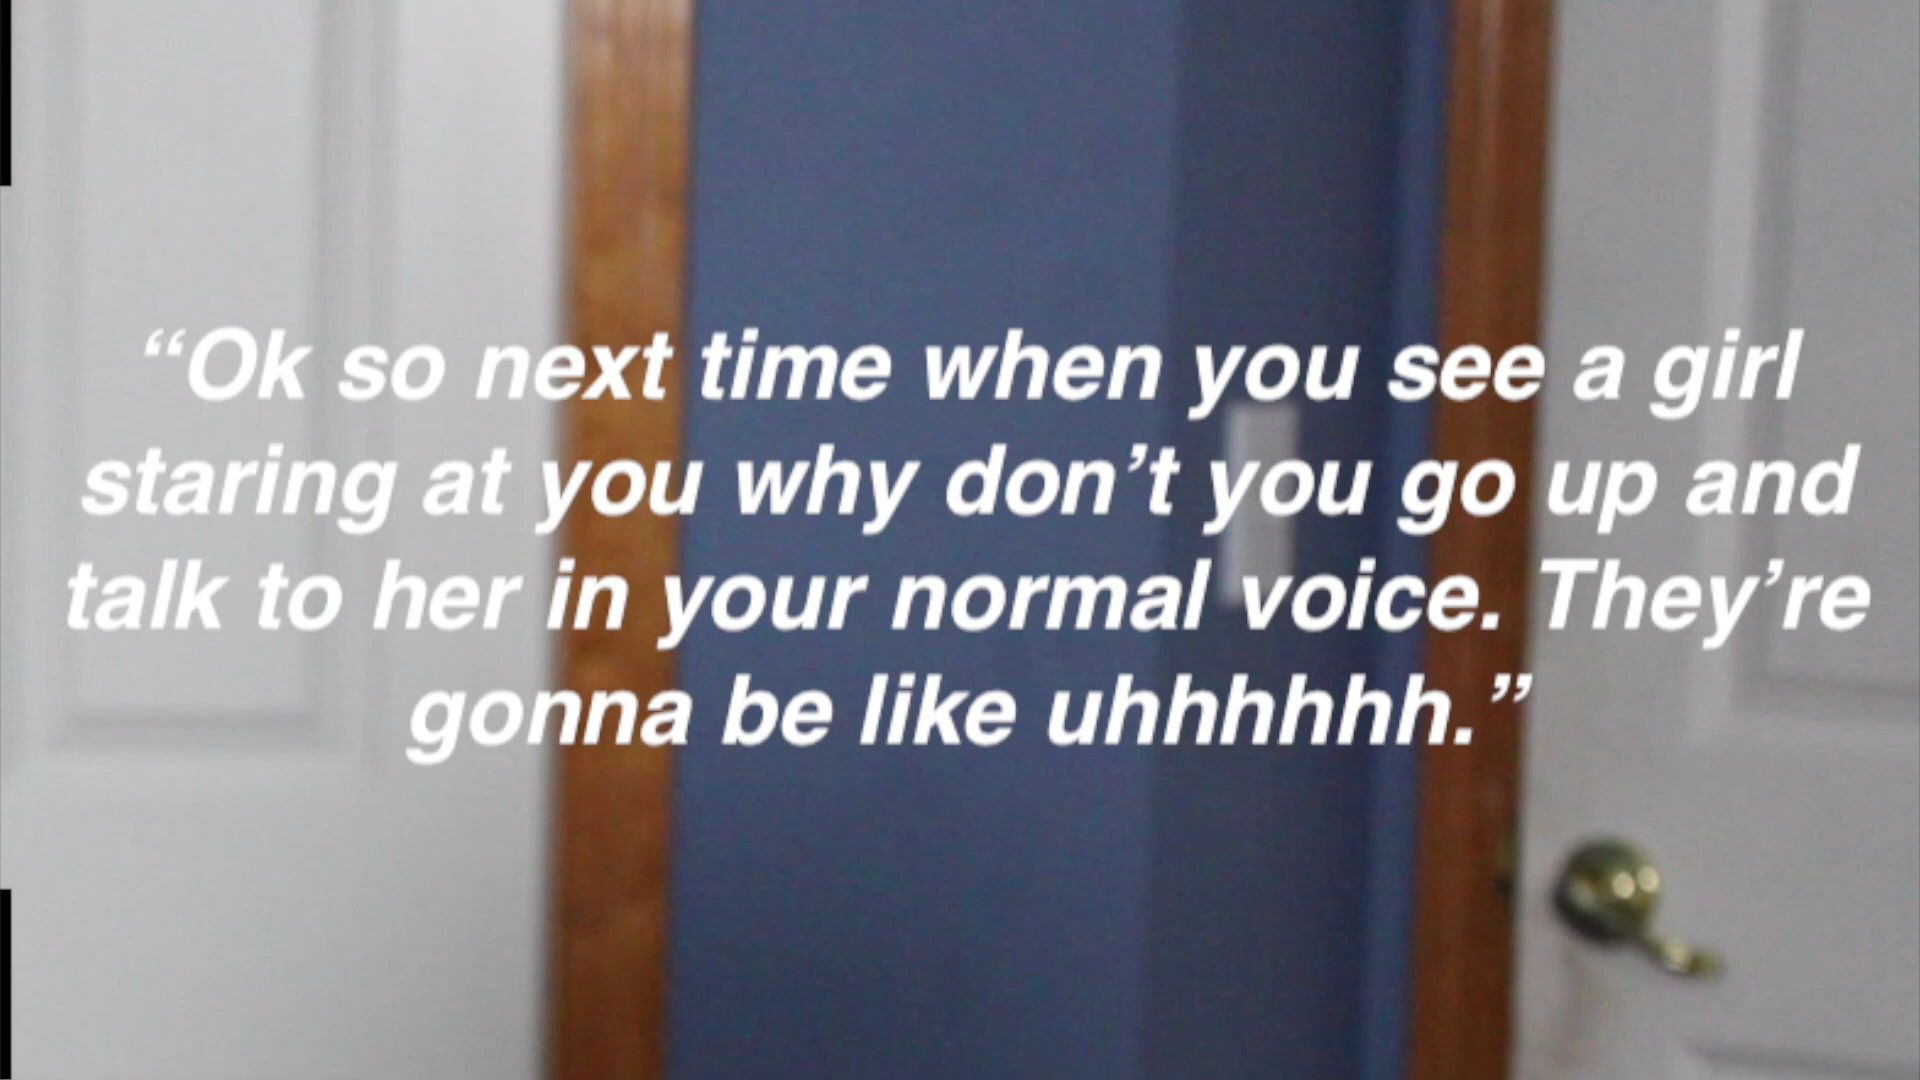 “Ok so next time when you see a girl
staring at you why don’t you go up and
talk to her in your normal voice. They’re
gonna be like uhhhhhh.”